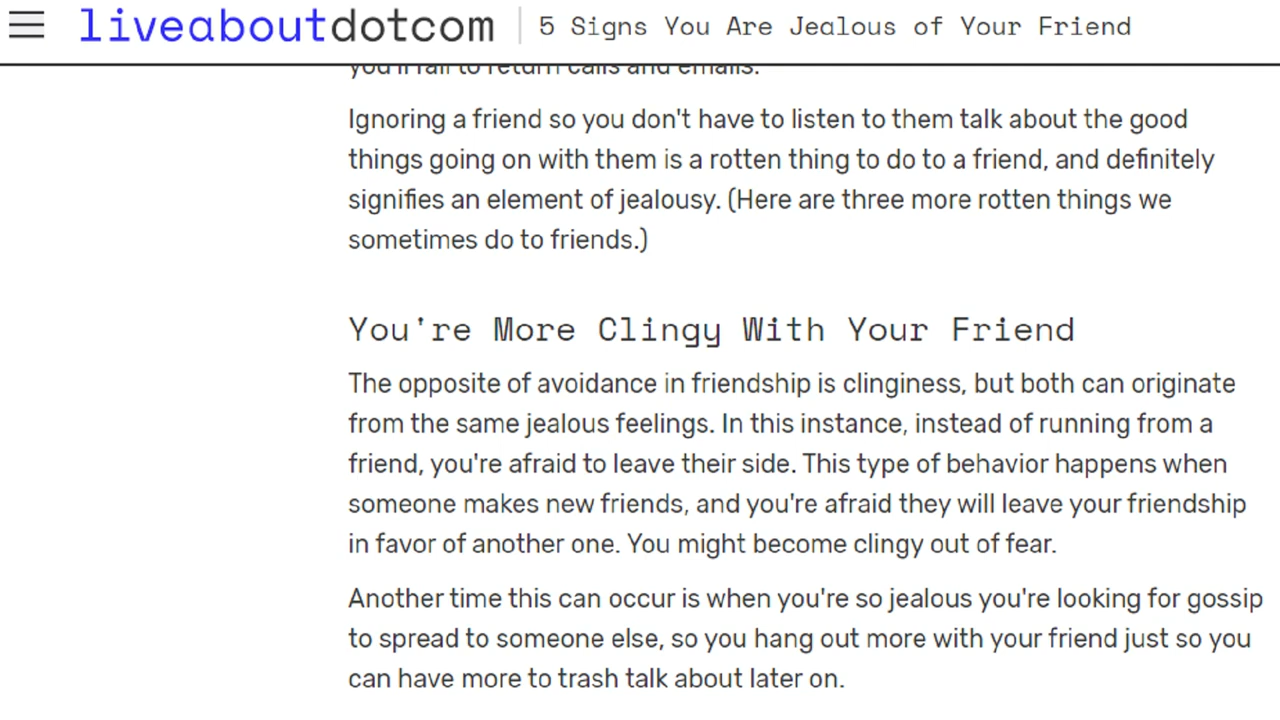 liveaboutdotcom
5 Signs You Are Jealous of Your Friend
you'll fail to return calls and emails.
Ignoring a friend so you don't have to listen to them talk about the good
things going on with them is a rotten thing to do to a friend, and definitely
signifies an element of jealousy. (Here are three more rotten things we
sometimes do to friends.)
You're More Clingy With Your Friend
The opposite of avoidance in friendship is clinginess, but both can originate
from the same jealous feelings. In this instance, instead of running from a
friend, you're afraid to leave their side. This type of behavior happens when
someone makes new friends, and you're afraid they will leave your friendship
in favor of another one. You might become clingy out of fear.
Another time this can occur is when you're so jealous you're looking for gossip
to spread to someone else, so you hang out more with your friend just so you
can have more to trash talk about later on.